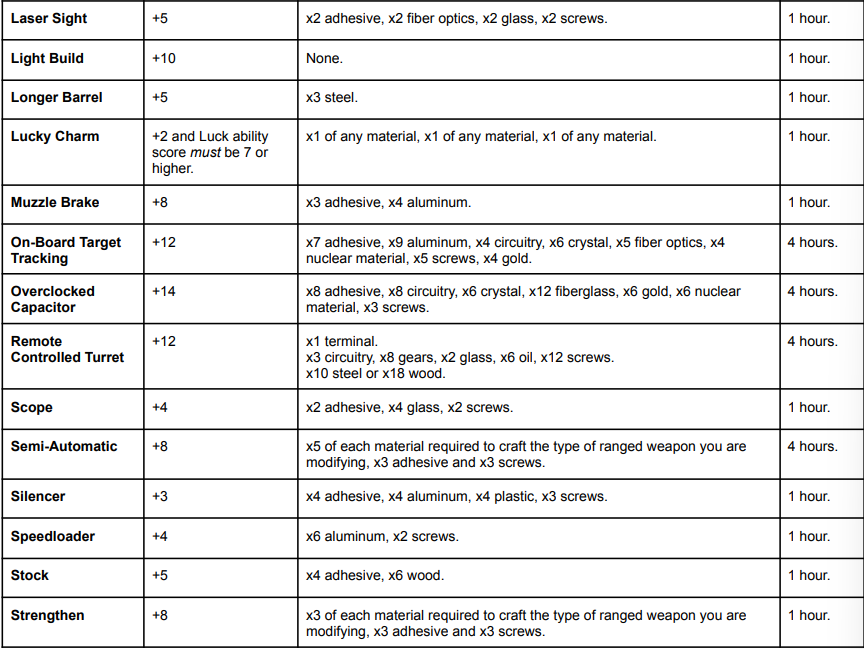 Laser Sight +5 x2 adhesive, x2 fiber optics, x2 glass, x2 screws. 1 hour.
Light Build +10 None. 1 hour.
Longer Barrel +5 x3 steel. 1 hour.
Lucky Charm +2 and Luck ability x1 of any material, x1 of any material, x1 of any material. 1 hour.
score must be 7 or
higher.
Muzzle Brake +8 x3 adhesive, x4 aluminum. 1 hour.
On-Board Target +12 x7 adhesive, x9 aluminum, x4 circuitry, x6 crystal, x5 fiber optics, x4 4 hours.
Tracking nuclear material, x5 screws, x4 gold.
Overclocked +14 x8 adhesive, x8 circuitry, x6 crystal, x12 fiberglass, x6 gold, x6 nuclear 4 hours.
Capacitor material, x3 screws.
Remote +12 x1 terminal. 4 hours.
Controlled Turret x3 circuitry, x8 gears, x2 glass, x6 oil, x12 screws.
x10 steel or x18 wood.
Scope +4 x2 adhesive, x4 glass, x2 screws. 1 hour.
Semi-Automatic +8 x5 of each material required to craft the type of ranged weapon you are 4 hours.
modifying, x3 adhesive and x3 screws.
Silencer +3 x4 adhesive, x4 aluminum, x4 plastic, x3 screws. 1 hour.
Speedloader +4 x6 aluminum, x2 screws. 1 hour.
Stock +5 x4 adhesive, x6 wood. 1 hour.
Strengthen +8 x3 of each material required to craft the type of ranged weapon you are 1 hour.
modifying, x3 adhesive and x3 screws.